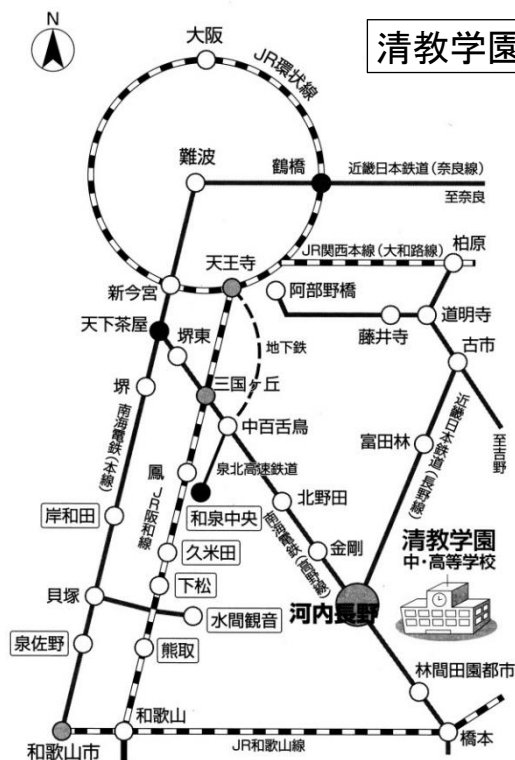 N
清教学園
大阪
JR環状線
難波
鶴橋
近畿日本鉄道(奈良線)
至奈良
JR関西本線(大和路線)
柏原
天王寺
新今宮
阿部野橋
天下茶屋
藤井寺
道明寺
堺東
地下鉄
古市
三国ヶ丘
堺
中百舌鳥
南海電鉄(本線)
近畿日本鉄道(長野線)
至吉野
富田林
鳳
泉北高速鉄道
JR阪和線
和泉中央
北野田
岸和田
南海電鉄(高野線)
金剛
久米田
清教学園
中・高等学校
下松
河内長野
貝塚
水間観音
泉佐野
熊取
林間田園都市
和歌山
橋本
和歌山市
JR和歌山線